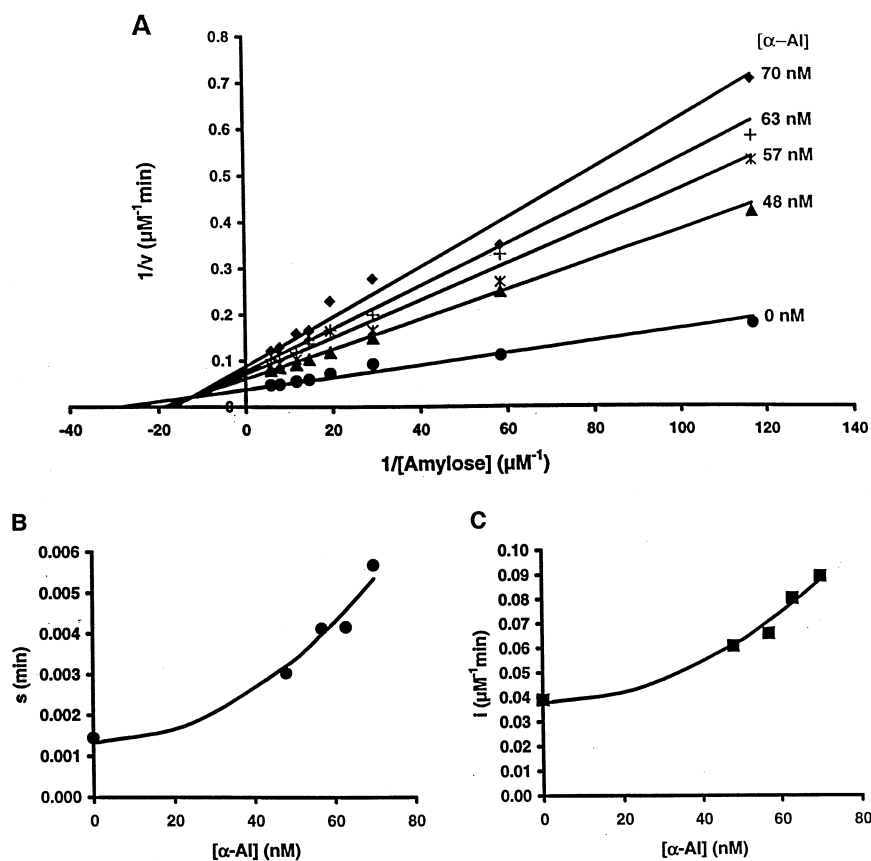 A
[α–AI]
0.8
0.7
0.6
0.5
0.4
0.3
0.2
0.1
0
1/v (µM⁻¹min)
70 nM
63 nM
57 nM
48 nM
0 nM
-40 -20 0 20 40 60 80 100 120 140
1/[Amylose] (µM⁻¹)
B
0.006
0.005
0.004
0.003
0.002
0.001
0.000
s (min)
0 20 40 60 80
[α-AI] (nM)
C
0.10
0.09
0.08
0.07
0.06
0.05
0.04
0.03
0.02
0.01
0.00
i (µM⁻¹min)
0 20 40 60 80
[α-AI] (nM)